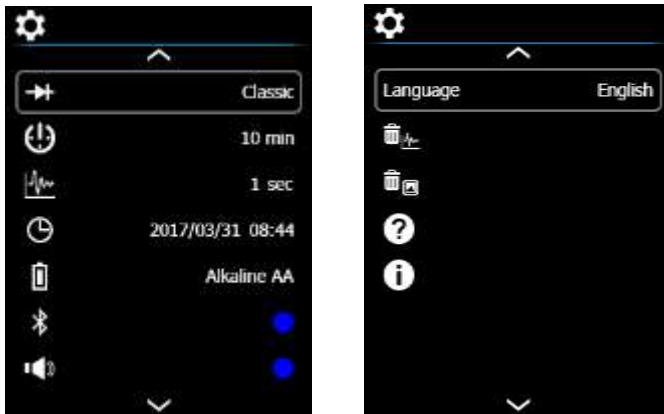 Classic
10 min
1 sec
2017/03/31 08:44
Alkaline AA
Language English